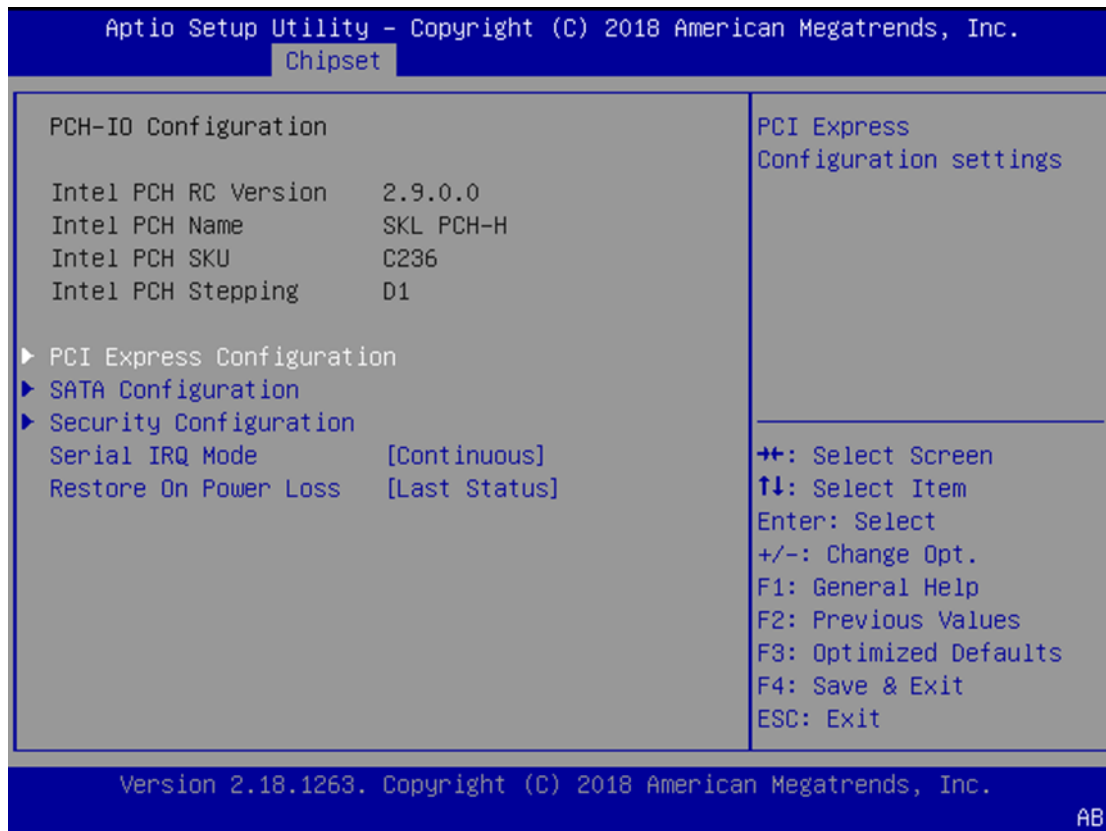 Aptio Setup Utility – Copyright (C) 2018 American Megatrends, Inc.
Chipset
PCH-IO Configuration
Intel PCH RC Version 2.9.0.0
Intel PCH Name SKL PCH-H
Intel PCH SKU C236
Intel PCH Stepping D1
► PCI Express Configuration
► SATA Configuration
► Security Configuration
Serial IRQ Mode [Continuous]
Restore On Power Loss [Last Status]
PCI Express
Configuration settings
→←: Select Screen
↑↓: Select Item
Enter: Select
+/-: Change Opt.
F1: General Help
F2: Previous Values
F3: Optimized Defaults
F4: Save & Exit
ESC: Exit
Version 2.18.1263. Copyright (C) 2018 American Megatrends, Inc.
AB